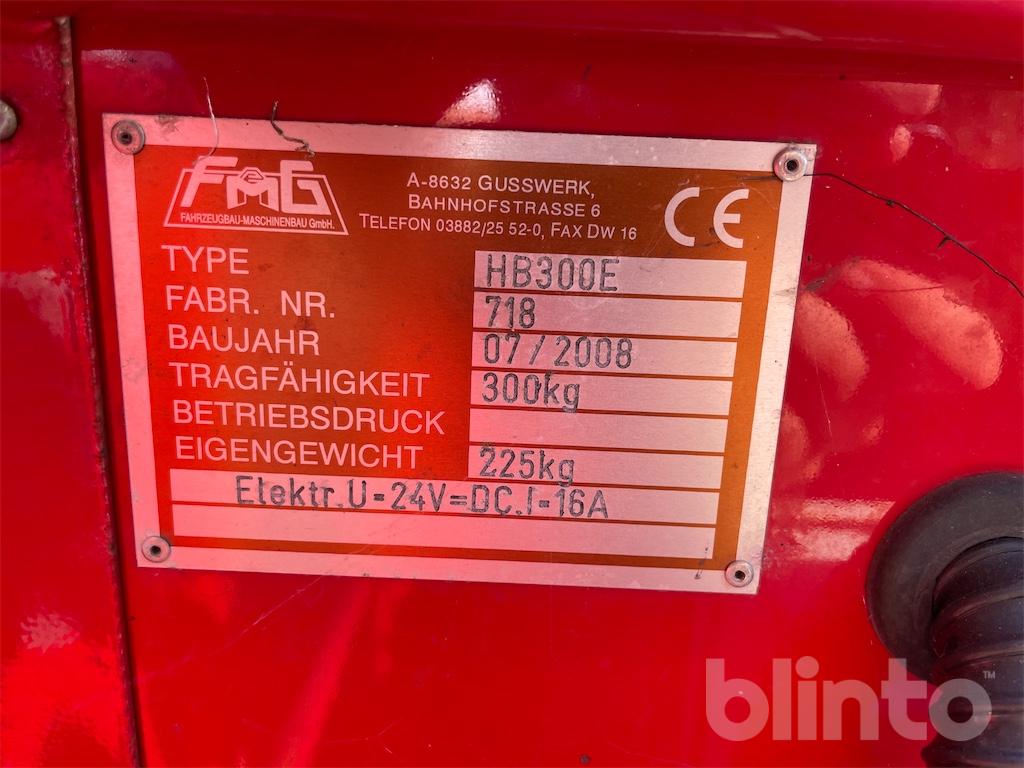 FMG
FAHRZEUGBAU-MASCHINENBAU GmbH.
A-8632 GUSSWERK,
BAHNHOFSTRASSE 6
TELEFON 03882/25 52-0, FAX DW 16
CE
TYPE HB300E
FABR. NR. 718
BAUJAHR 07/2008
TRAGFÄHIGKEIT 300kg
BETRIEBSDRUCK
EIGENGEWICHT 225kg
Elektr.U=24V=DC.I=16A
blinto™